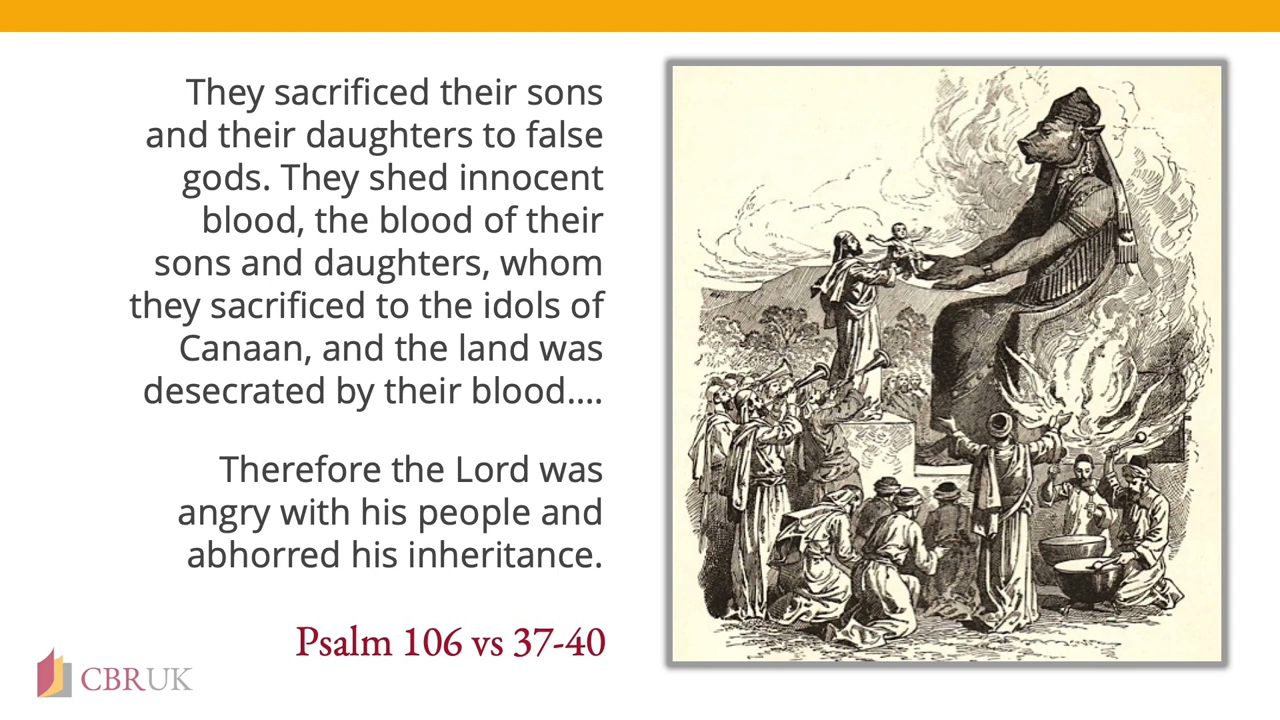 They sacrificed their sons
and their daughters to false
gods. They shed innocent
blood, the blood of their
sons and daughters, whom
they sacrificed to the idols of
Canaan, and the land was
desecrated by their blood....
Therefore the Lord was
angry with his people and
abhorred his inheritance.
Psalm 106 vs 37-40
CBRUK